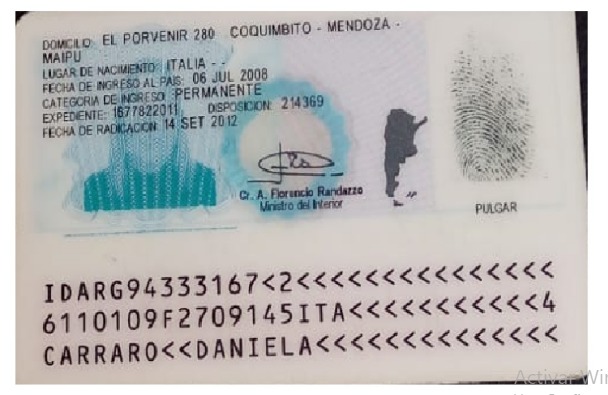 DOMICILIO: EL PORVENIR 280 COQUIMBITO - MENDOZA -
MAIPU
LUGAR DE NACIMIENTO: ITALIA - -
FECHA DE INGRESO AL PAIS: 06 JUL 2008
CATEGORIA DE INGRESO: PERMANENTE
EXPEDIENTE: 1677822011 DISPOSICION: 214369
FECHA DE RADICACION: 14 SET 2012
Cr. A. Florencio Randazzo
Ministro del Interior
PULGAR
IDARG94333167<2<<<<<<<<<<<<<<<
6110109F2709145ITA<<<<<<<<<<<4
CARRARO<<DANIELA<<<<<<<<<<<<<<
Activar Wi